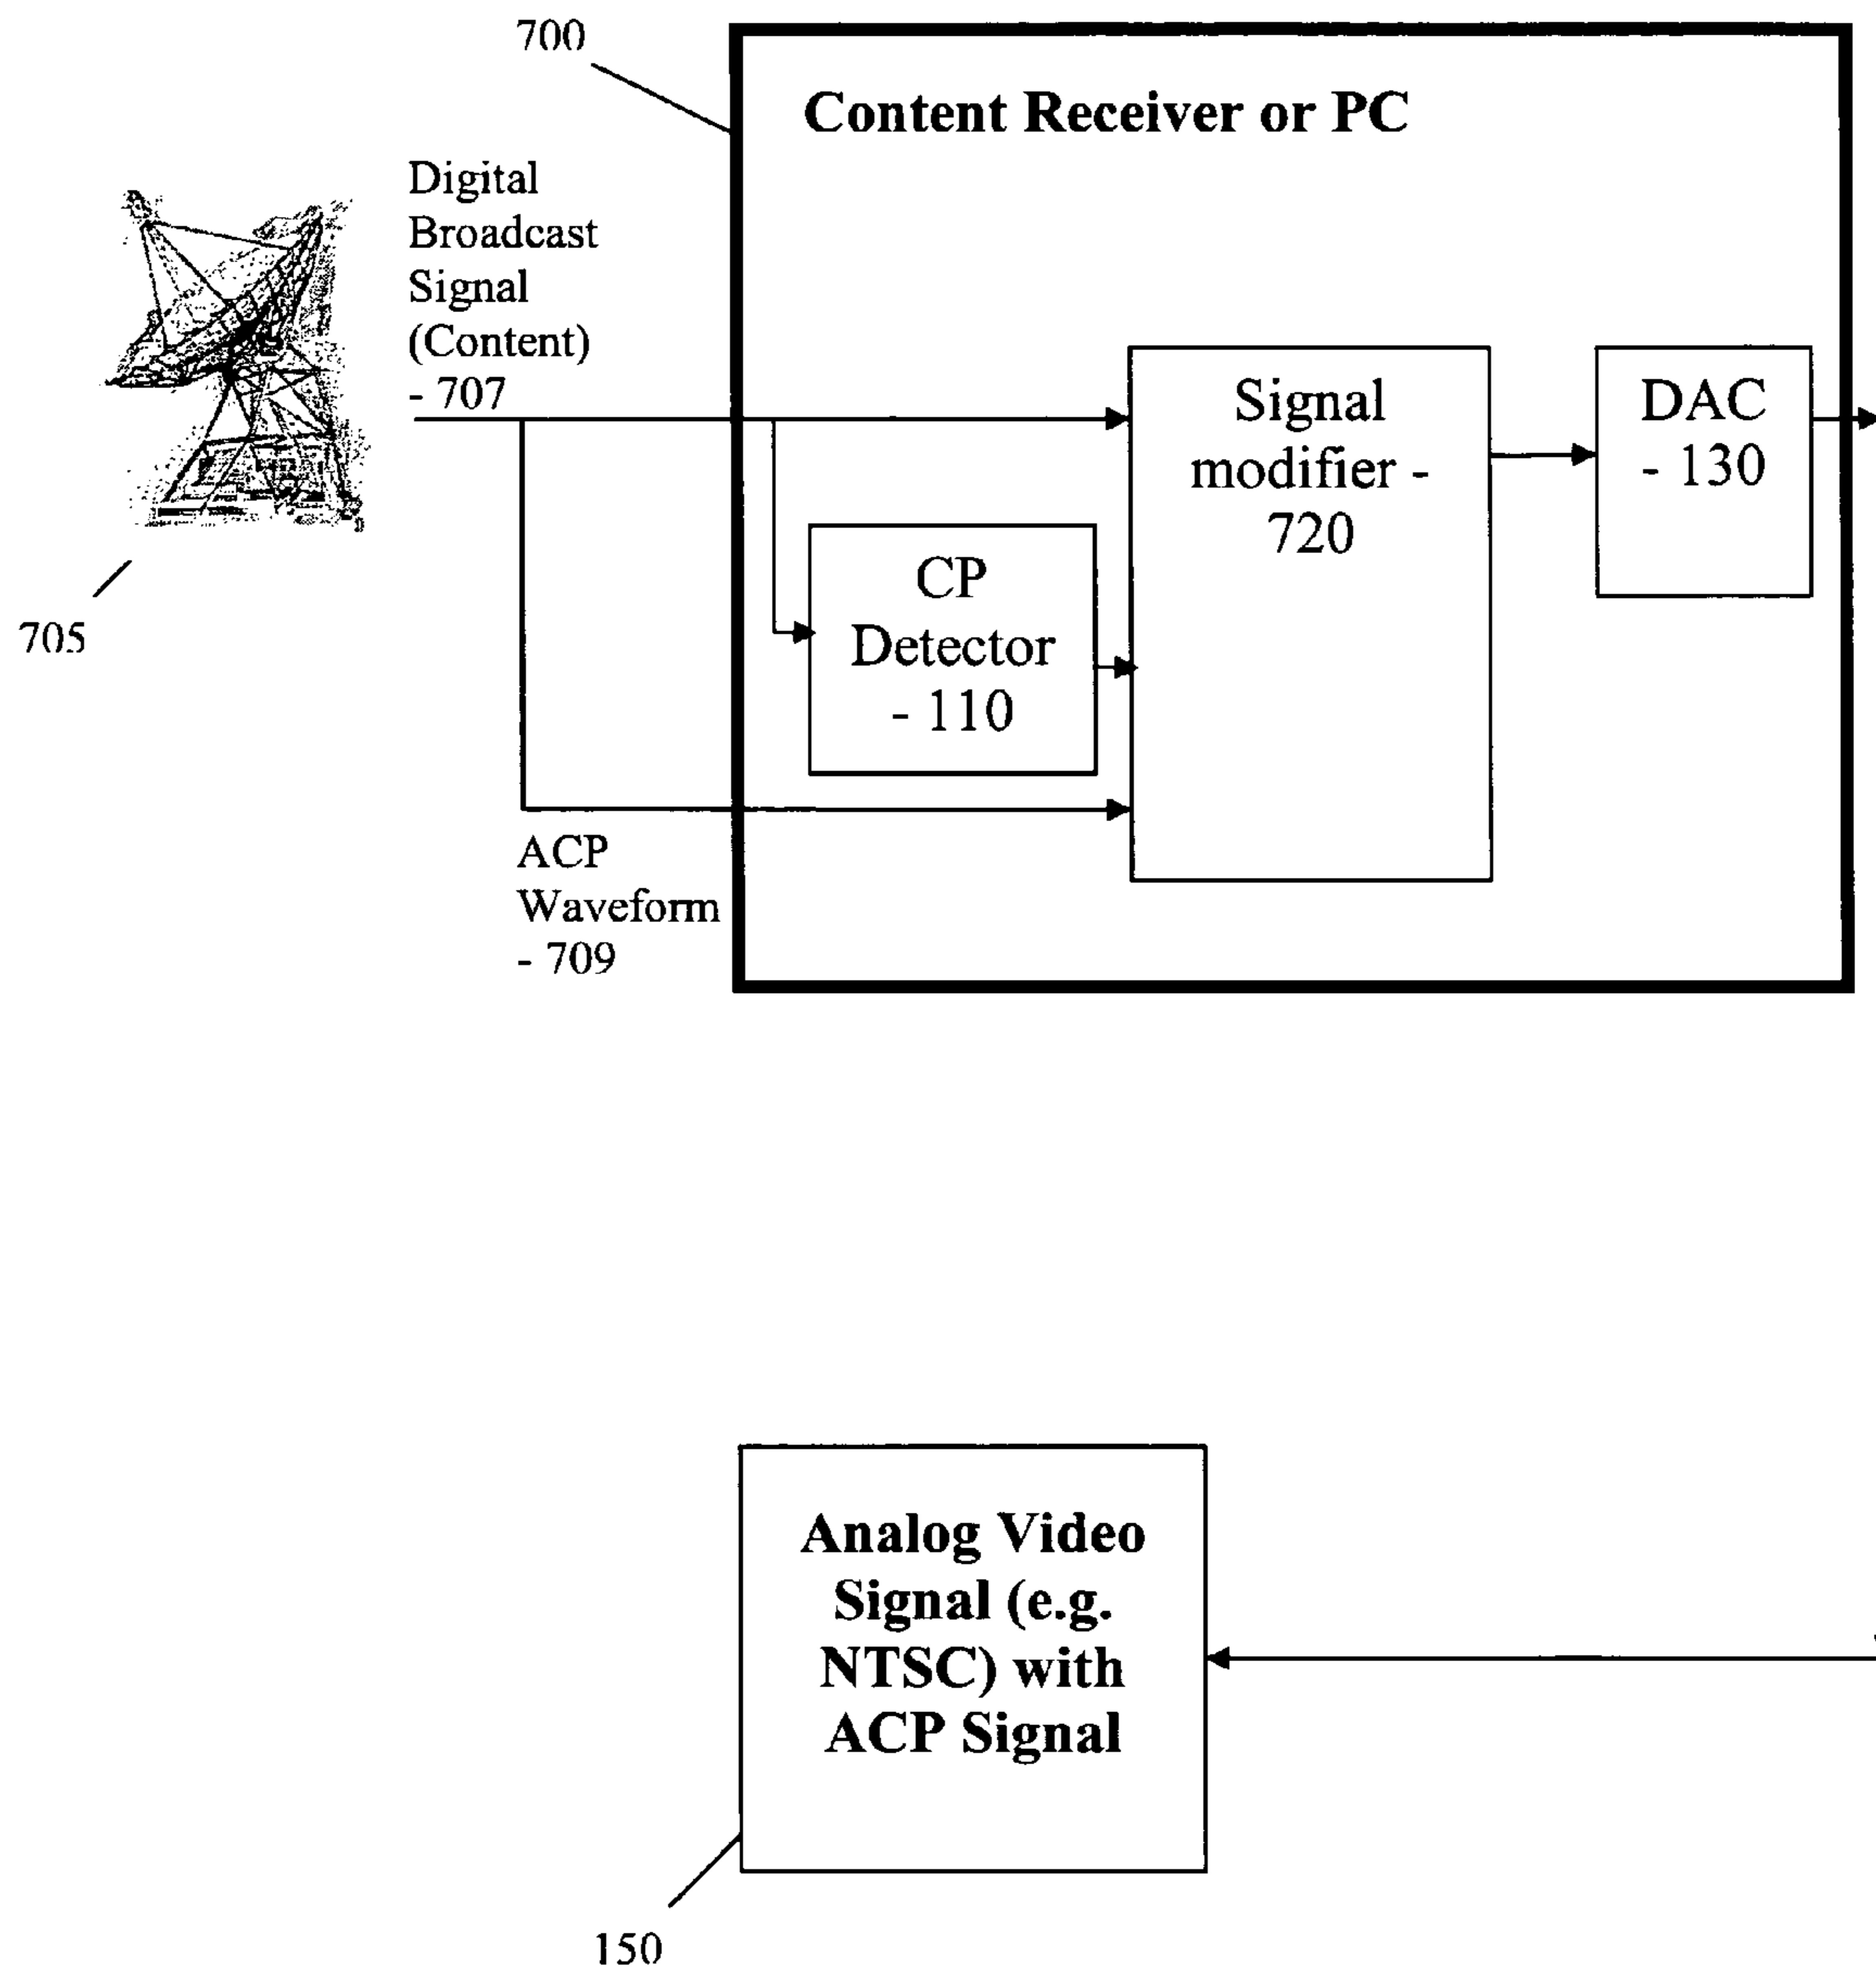 700
Content Receiver or PC
Digital
Broadcast
Signal
(Content)
- 707
Signal
modifier -
720
DAC
- 130
CP
Detector
- 110
705
ACP
Waveform
- 709
Analog Video
Signal (e.g.
NTSC) with
ACP Signal
150